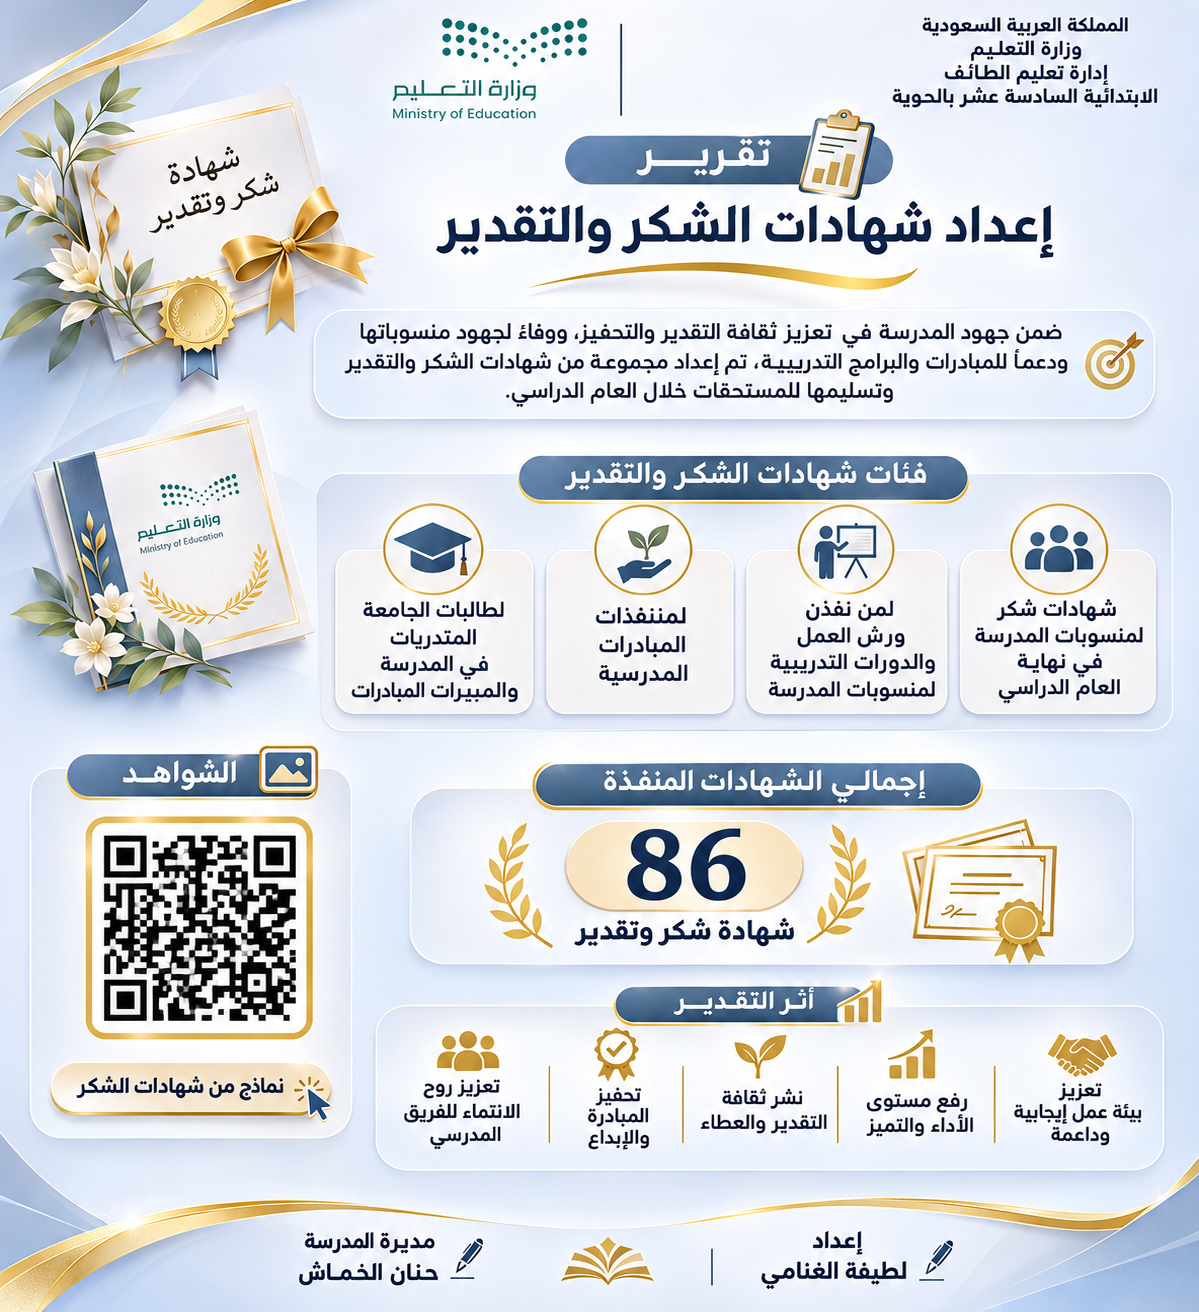 المملكة العربية السعودية
وزارة التعليم
إدارة تعليم الطائف
الابتدائية السادسة عشر بالحوية
وزارة التعـــليم
Ministry of Education
تقريـــر
إعداد شهادات الشكر والتقدير
شهادة
شكر وتقدير
ضمن جهود المدرسة في تعزيز ثقافة التقدير والتحفيز، ووفاءً لجهود منسوباتها
ودعمأ للمبادرات والبرامج التدريبية، تم إعداد مجموعة من شهادات الشكر والتقدير
وتسليمها للمستحقات خلال العام الدراسي.
وزارة التعـــليم
Ministry of Education
فئات شهادات الشكر والتقدير
شهادات شكر
لمنسوبات المدرسة
في نهاية
العام الدراسي
لمن نفذن
ورش العمل
والدورات التدريبية
لمنسوبات المدرسة
لمننفذات
المبادرات
المدرسية
لطالبات الجامعة
المتدريات
في المدرسة
والمبيرات المبادرات
إجمالي الشهادات المنفذة
86
شهادة شكر وتقدير
الشواهــد
نماذج من شهادات الشكر
أثر التقديـــر
تعزيز
بيئة عمل إيجابية
وداعمة
رفع مستوى
الأداء والتميز
نشر ثقافة
التقدير والعطاء
تحفيز
المبادرة
والإبداع
تعزيز روح
الانتماء للفريق
المدرسي
إعداد
لطيفة الغنامي
مديرة المدرسة
حنان الخماش